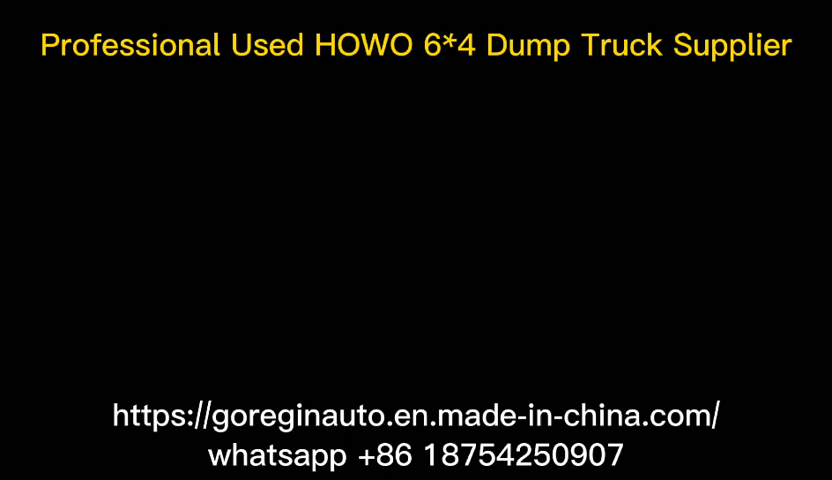 Professional Used HOWO 6*4 Dump Truck Supplier
https://goreginauto.en.made-in-china.com/
whatsapp +86 18754250907